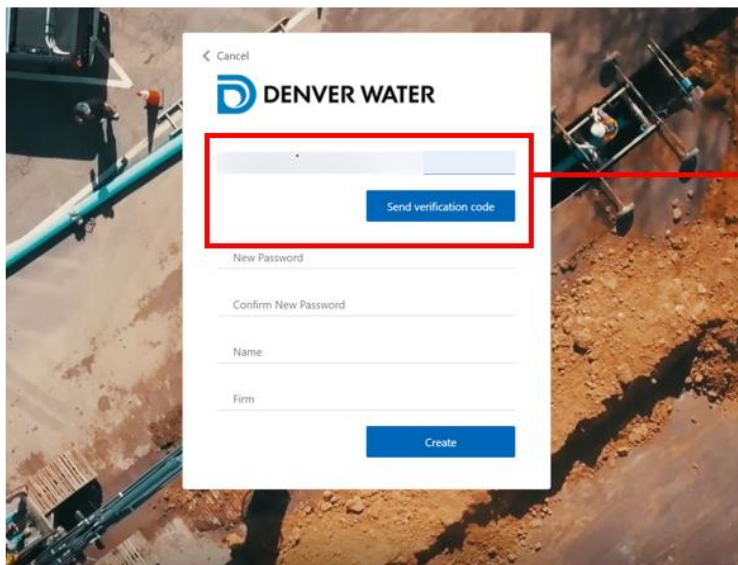 Cancel
DENVER WATER
Send verification code
New Password
Confirm New Password
Name
Firm
Create